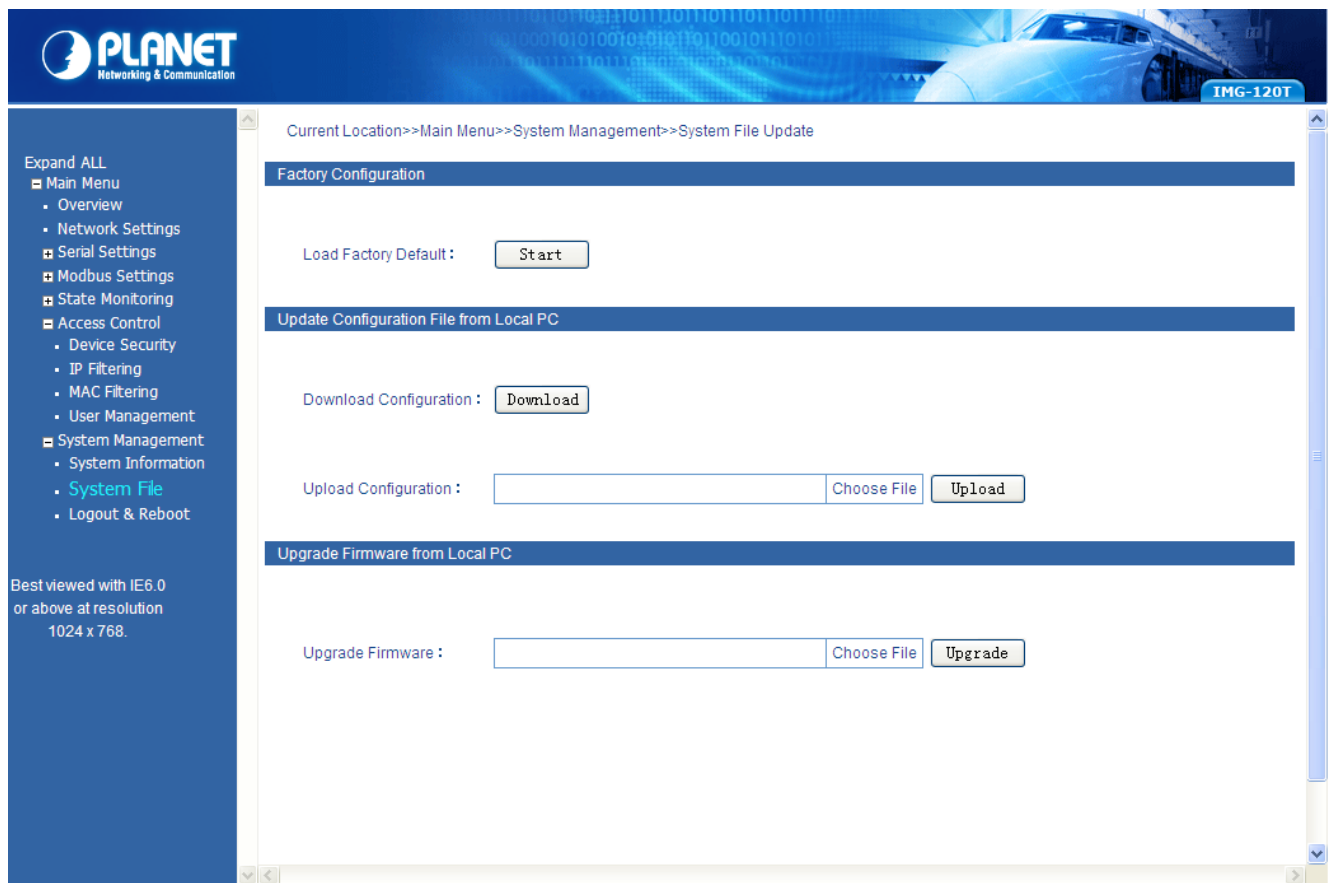 PLANET
Networking & Communication
IMG-120T
Expand ALL
Main Menu
Overview
Network Settings
Serial Settings
Modbus Settings
State Monitoring
Access Control
Device Security
IP Filtering
MAC Filtering
User Management
System Management
System Information
System File
Logout & Reboot
Best viewed with IE6.0
or above at resolution
1024 x 768.
Current Location>>Main Menu>>System Management>>System File Update
Factory Configuration
Load Factory Default : Start
Update Configuration File from Local PC
Download Configuration : Download
Upload Configuration : Choose File Upload
Upgrade Firmware from Local PC
Upgrade Firmware : Choose File Upgrade